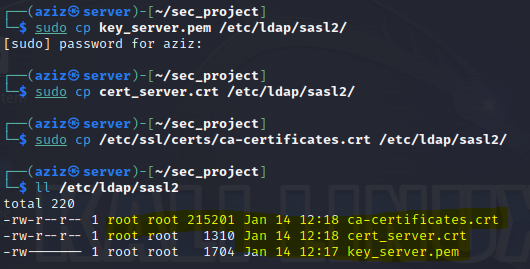 ┌──(aziz㉿server)-[~/sec_project]
└─$ sudo cp key_server.pem /etc/ldap/sasl2/
[sudo] password for aziz:
┌──(aziz㉿server)-[~/sec_project]
└─$ sudo cp cert_server.crt /etc/ldap/sasl2/
┌──(aziz㉿server)-[~/sec_project]
└─$ sudo cp /etc/ssl/certs/ca-certificates.crt /etc/ldap/sasl2/
┌──(aziz㉿server)-[~/sec_project]
└─$ ll /etc/ldap/sasl2
total 220
-rw-r--r-- 1 root root 215201 Jan 14 12:18 ca-certificates.crt
-rw-r--r-- 1 root root 1310 Jan 14 12:18 cert_server.crt
-rw------- 1 root root 1704 Jan 14 12:17 key_server.pem